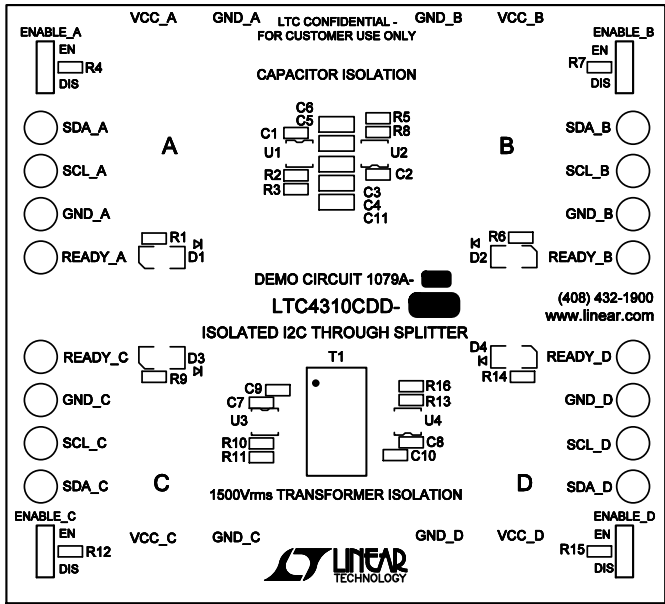 VCC_A GND_A LTC CONFIDENTIAL - GND_B VCC_B
FOR CUSTOMER USE ONLY
ENABLE_A ENABLE_B
EN EN
R4 R7
DIS DIS
CAPACITOR ISOLATION
C6
C5 R5
SDA_A C1 R8 SDA_B
A U1 U2 B
SCL_A R2 C2 SCL_B
R3 C3
C4
GND_A C11 GND_B
R1 R6
READY_A D1 D2 READY_B
DEMO CIRCUIT 1079A-
LTC4310CDD- (408) 432-1900
www.linear.com
ISOLATED I2C THROUGH SPLITTER
READY_C D3 T1 D4 READY_D
R9 R14
C9 R16
GND_C C7 R13 GND_D
U3 U4
SCL_C R10 C8 SCL_D
R11 C10
SDA_C C D SDA_D
1500Vrms TRANSFORMER ISOLATION
ENABLE_C ENABLE_D
EN VCC_C GND_C GND_D VCC_D EN
R12 R15
DIS DIS
LT LINEAR
TECHNOLOGY